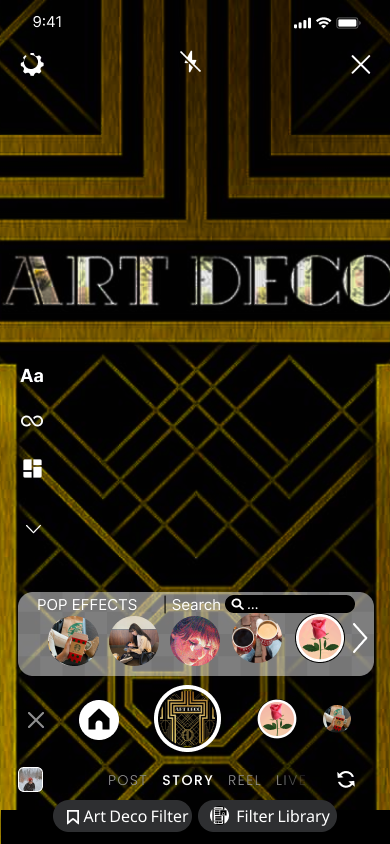 9:41
ART DECO
Aa
POP EFFECTS
Search
...
POST STORY REEL LIVE
Art Deco Filter
Filter Library